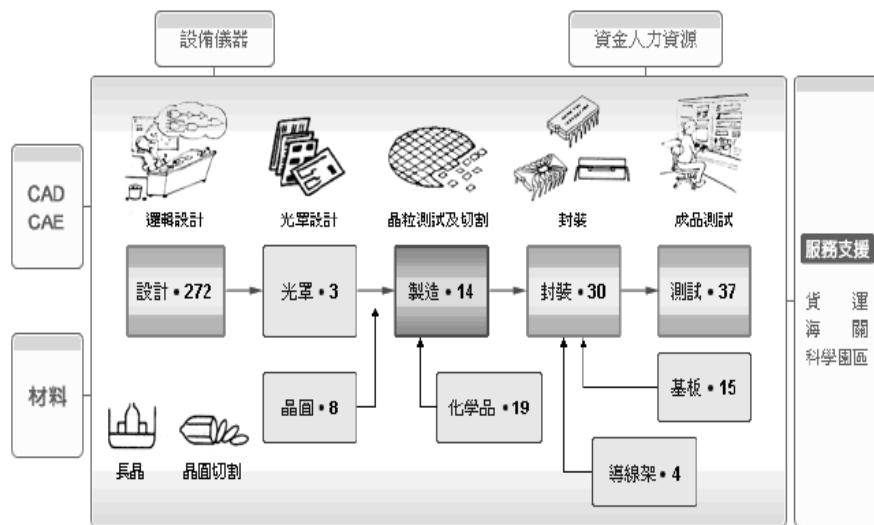 設備儀器
資金人力資源
CAD
CAE
材料
邏輯設計
光罩設計
晶粒測試及切割
封裝
成品測試
設計•272
光罩•3
製造•14
封裝•30
測試•37
晶圓•8
化學品•19
基板•15
導線架•4
長晶
晶圓切割
服務支援
貨運
海關
科學園區